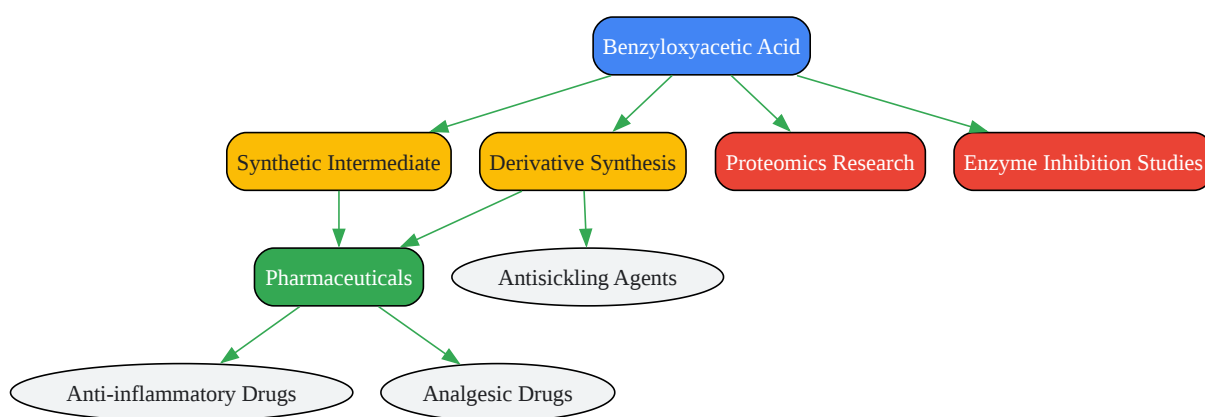 Benzyloxyacetic Acid
Synthetic Intermediate
Derivative Synthesis
Proteomics Research
Enzyme Inhibition Studies
Pharmaceuticals
Antisickling Agents
Anti-inflammatory Drugs
Analgesic Drugs